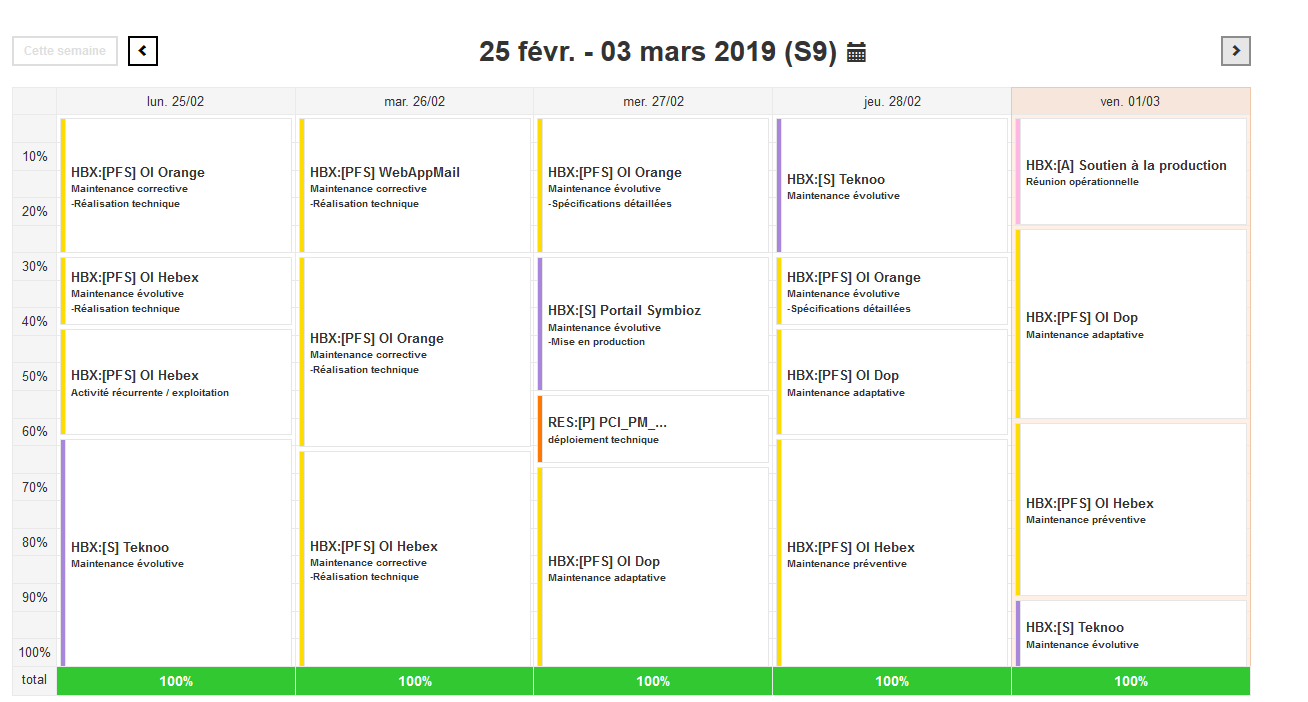 Cette semaine
25 févr. - 03 mars 2019 (S9)
lun. 25/02
mar. 26/02
mer. 27/02
jeu. 28/02
ven. 01/03
10%
20%
30%
40%
50%
60%
70%
80%
90%
100%
total
HBX:[PFS] OI Orange
Maintenance corrective
-Réalisation technique
HBX:[PFS] OI Hebex
Maintenance évolutive
-Réalisation technique
HBX:[PFS] OI Hebex
Activité récurrente / exploitation
HBX:[S] Teknoo
Maintenance évolutive
100%
HBX:[PFS] WebAppMail
Maintenance corrective
-Réalisation technique
HBX:[PFS] OI Orange
Maintenance corrective
-Réalisation technique
HBX:[PFS] OI Hebex
Maintenance corrective
-Réalisation technique
100%
HBX:[PFS] OI Orange
Maintenance évolutive
-Spécifications détaillées
HBX:[S] Portail Symbioz
Maintenance évolutive
-Mise en production
RES:[P] PCI_PM_...
déploiement technique
HBX:[PFS] OI Dop
Maintenance adaptative
100%
HBX:[S] Teknoo
Maintenance évolutive
HBX:[PFS] OI Orange
Maintenance évolutive
-Spécifications détaillées
HBX:[PFS] OI Dop
Maintenance adaptative
HBX:[PFS] OI Hebex
Maintenance préventive
100%
HBX:[A] Soutien à la production
Réunion opérationnelle
HBX:[PFS] OI Dop
Maintenance adaptative
HBX:[PFS] OI Hebex
Maintenance préventive
HBX:[S] Teknoo
Maintenance évolutive
100%